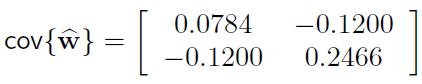 cov{ŵ} = [ 0.0784 −0.1200
−0.1200 0.2466 ]